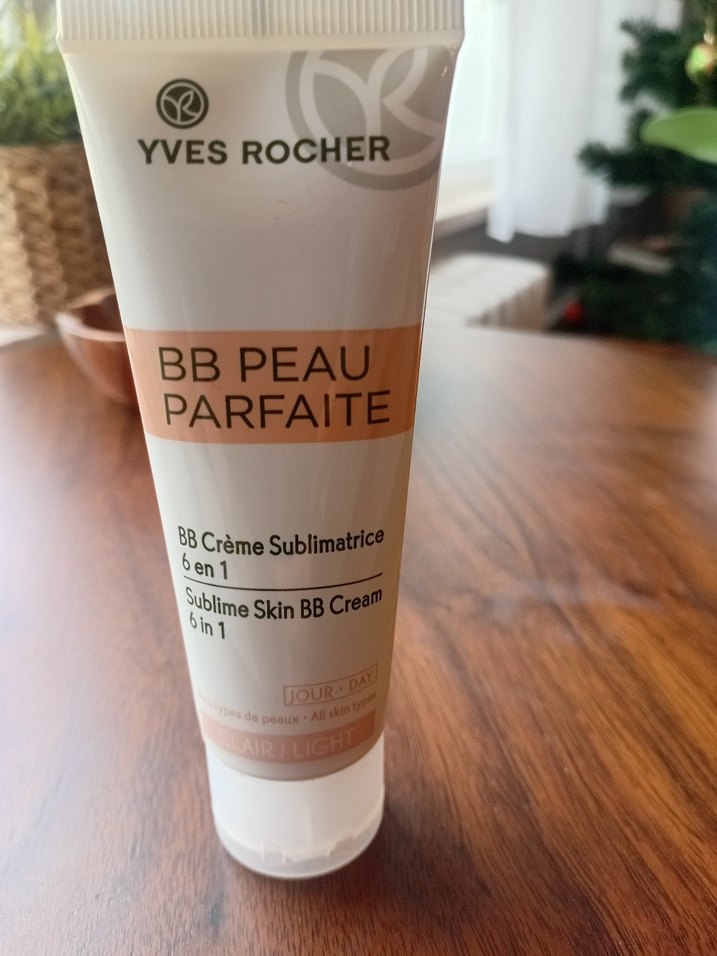 YVES ROCHER
BB PEAU
PARFAITE
BB Crème Sublimatrice
6 en 1
Sublime Skin BB Cream
6 in 1
JOUR · DAY
types de peaux • All skin types
CLAIR / LIGHT